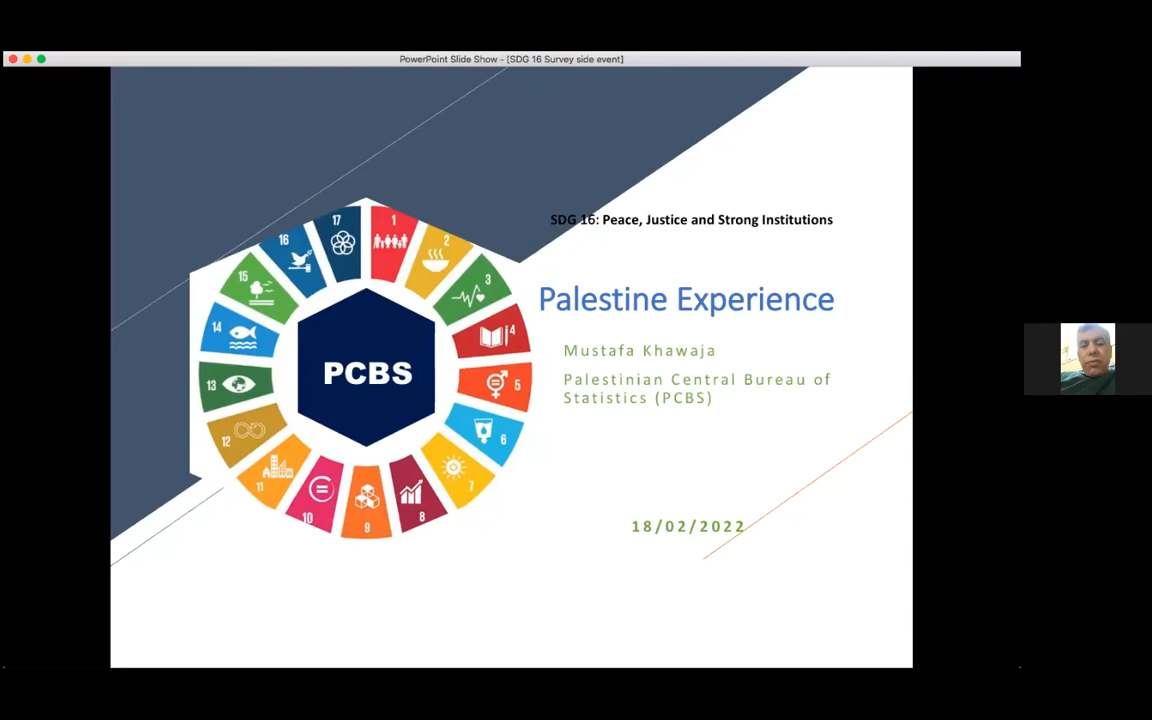 PowerPoint Slide Show - [SDG 16 Survey side event]
SDG 16: Peace, Justice and Strong Institutions
Palestine Experience
Mustafa Khawaja
Palestinian Central Bureau of
Statistics (PCBS)
18/02/2022
PCBS
1
2
3
4
5
6
7
8
9
10
11
12
13
14
15
16
17